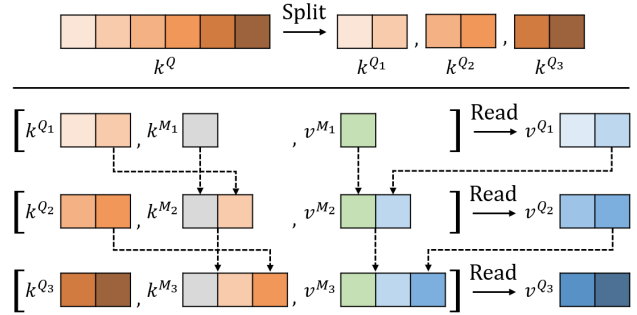 Split
k^Q k^{Q_1} , k^{Q_2} , k^{Q_3}
[ k^{Q_1} , k^{M_1} , v^{M_1} ] Read v^{Q_1}
[ k^{Q_2} , k^{M_2} , v^{M_2} ] Read v^{Q_2}
[ k^{Q_3} , k^{M_3} , v^{M_3} ] Read v^{Q_3}